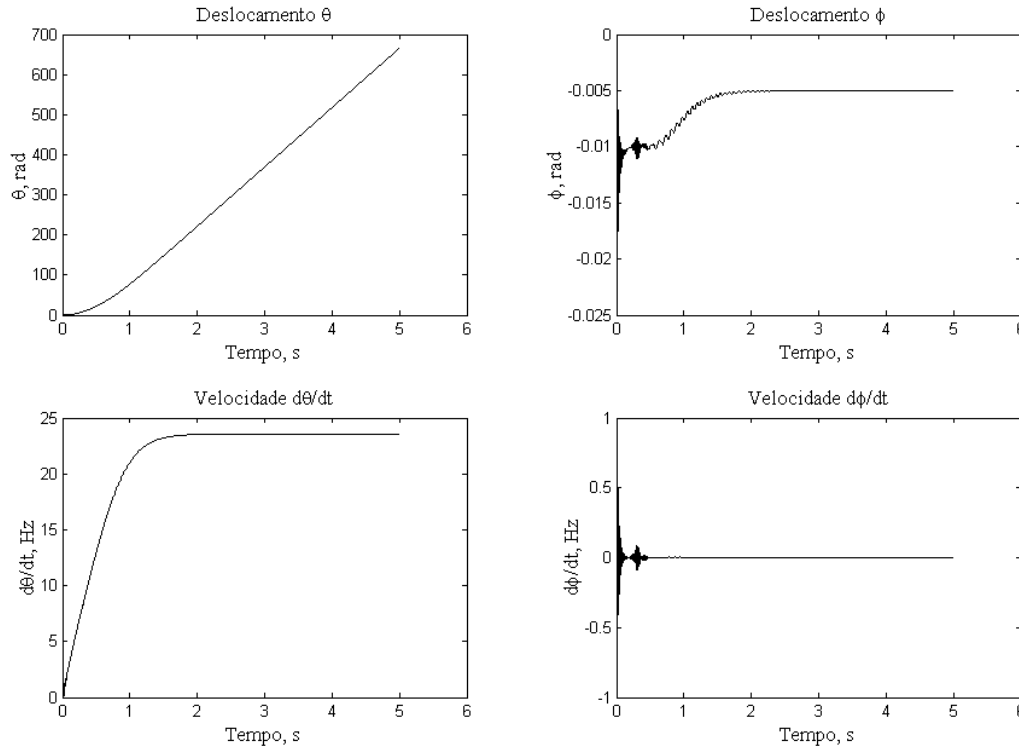 Deslocamento θ
700
600
500
400
300
200
100
0
θ, rad
0 1 2 3 4 5 6
Tempo, s
Deslocamento ϕ
0
-0.005
-0.01
-0.015
-0.02
-0.025
ϕ, rad
0 1 2 3 4 5 6
Tempo, s
Velocidade dθ/dt
25
20
15
10
5
0
dθ/dt, Hz
0 1 2 3 4 5 6
Tempo, s
Velocidade dϕ/dt
1
0.5
0
-0.5
-1
dϕ/dt, Hz
0 1 2 3 4 5 6
Tempo, s